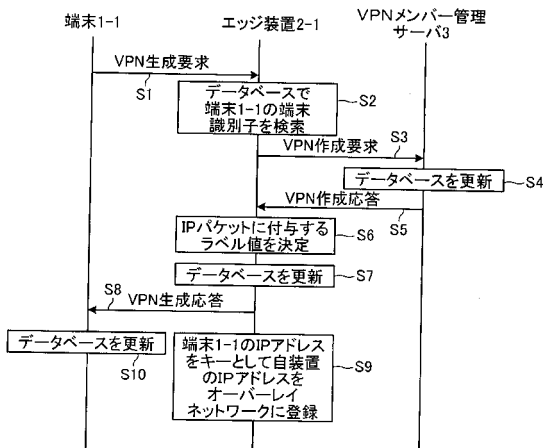 端末1-1
エッジ装置2-1
VPNメンバー管理
サーバ3
VPN生成要求
S1
データベースで
端末1-1の端末
識別子を検索
S2
VPN作成要求
S3
データベースを更新
S4
VPN作成応答
S5
IPパケットに付与する
ラベル値を決定
S6
データベースを更新
S7
S8
VPN生成応答
データベースを更新
S10
端末1-1のIPアドレス
をキーとして自装置
のIPアドレスを
オーバーレイ
ネットワークに登録
S9